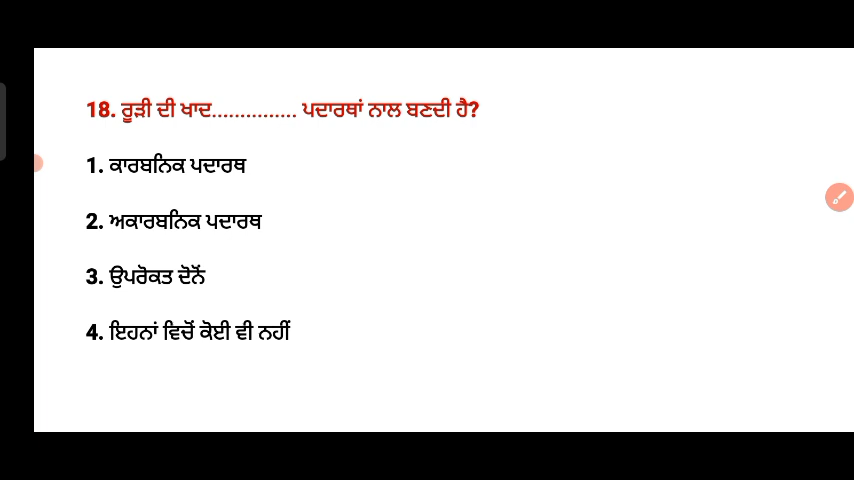 18. ਰੂੜੀ ਦੀ ਖਾਦ............... ਪਦਾਰਥਾਂ ਨਾਲ ਬਣਦੀ ਹੈ?
1. ਕਾਰਬਨਿਕ ਪਦਾਰਥ
2. ਅਕਾਰਬਨਿਕ ਪਦਾਰਥ
3. ਉਪਰੋਕਤ ਦੋਨੋਂ
4. ਇਹਨਾਂ ਵਿਚੋਂ ਕੋਈ ਵੀ ਨਹੀਂ